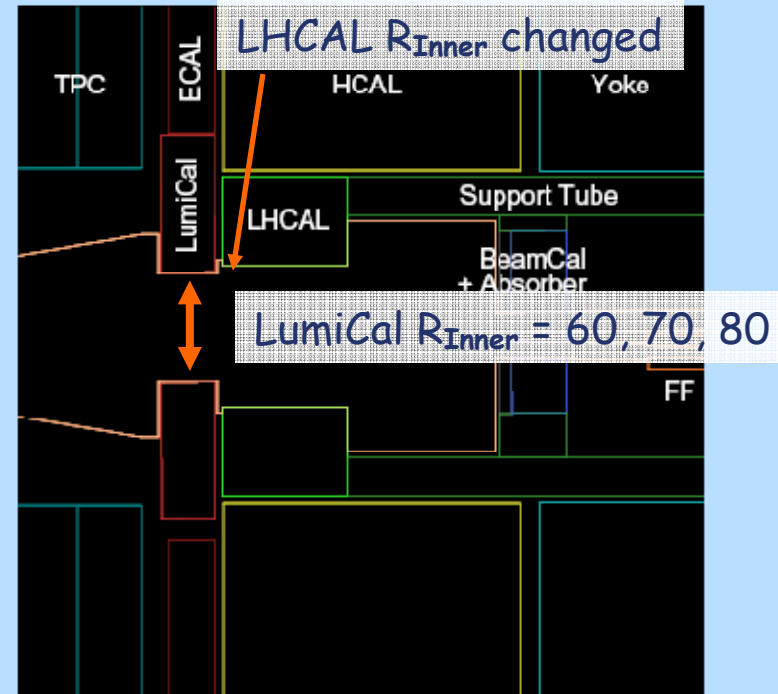 LHCAL RInner changed
TPC
ECAL
HCAL
Yoke
LumiCal
LHCAL
Support Tube
BeamCal
+ Absorber
LumiCal RInner = 60, 70, 80
FF